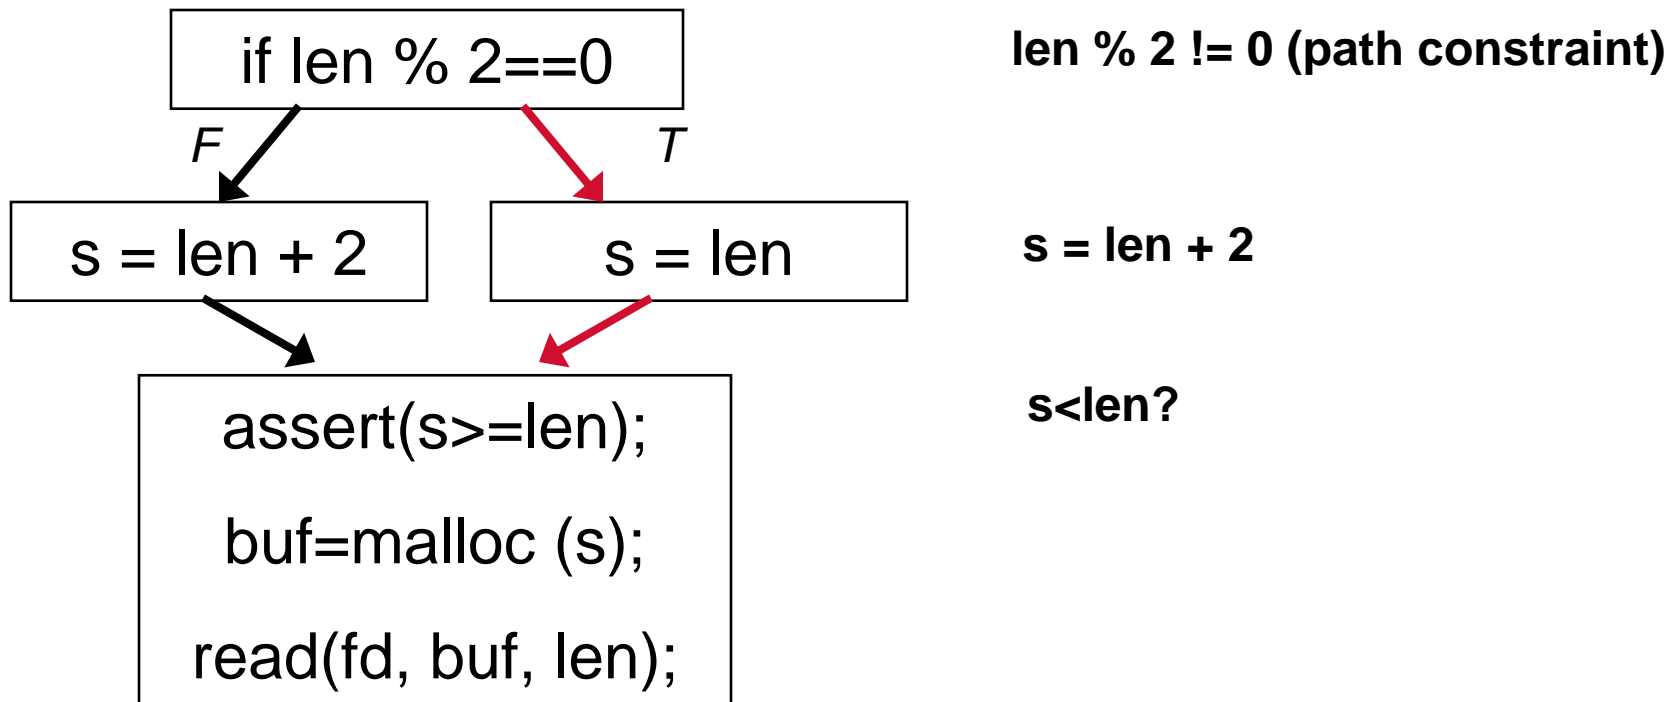 if len % 2==0
len % 2 != 0 (path constraint)
F
T
s = len + 2
s = len
s = len + 2
assert(s>=len);
s<len?
buf=malloc (s);
read(fd, buf, len);